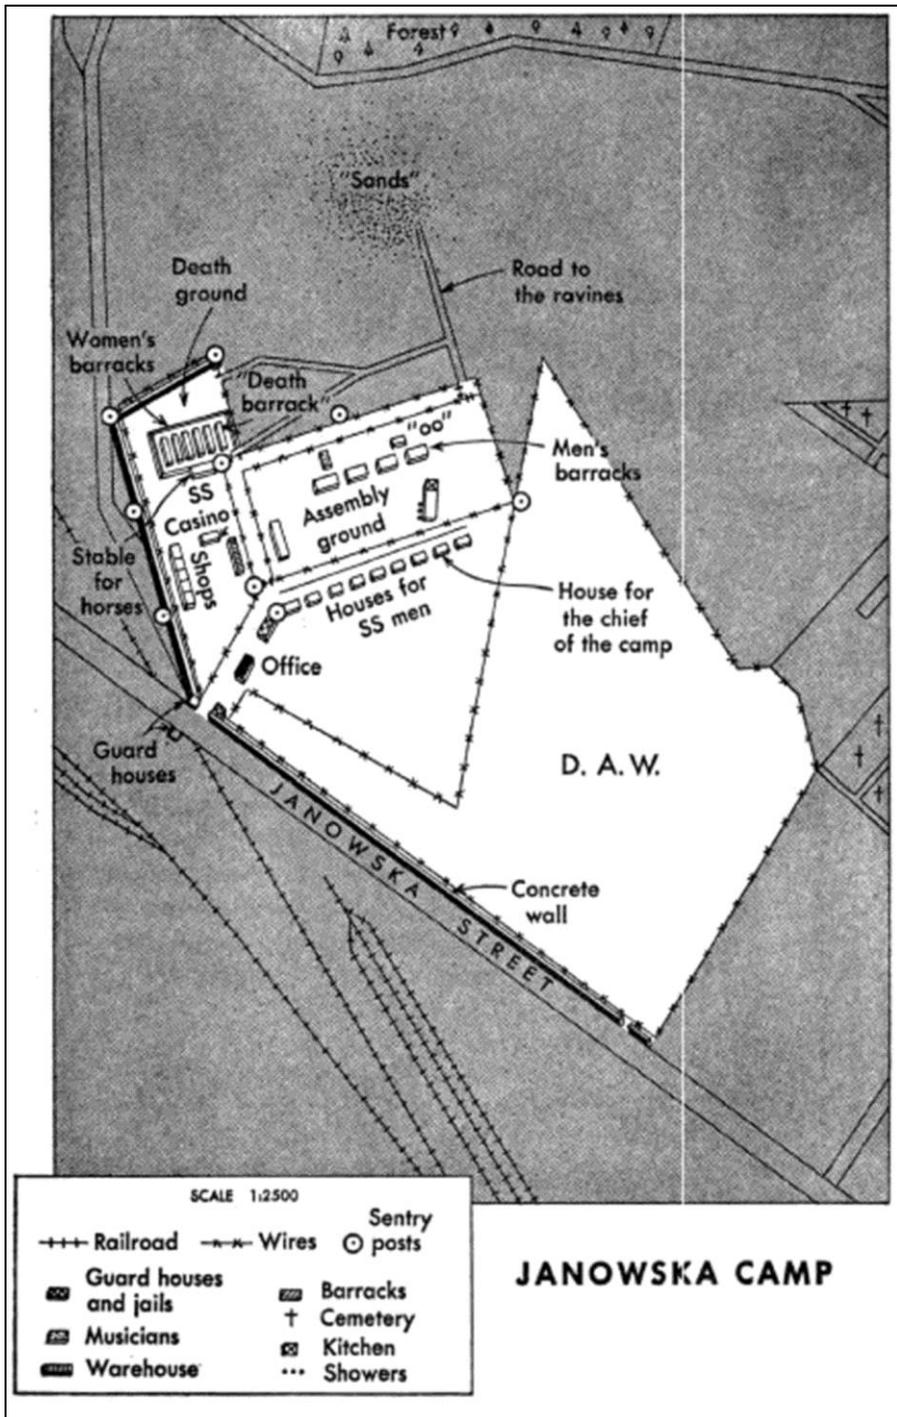 Forest
"Sands"
Death
ground
Road to
the ravines
Women's
barracks
"Death
barrack"
"OO"
Men's
barracks
SS
Casino
Assembly
ground
Shops
Stable
for
horses
Houses for
SS men
House for
the chief
of the camp
Office
Guard
houses
D. A. W.
JANOWSKA STREET
Concrete
wall
SCALE 1:2500
Railroad
Wires
Sentry
posts
Guard houses
and jails
Musicians
Warehouse
Barracks
Cemetery
Kitchen
Showers
JANOWSKA CAMP